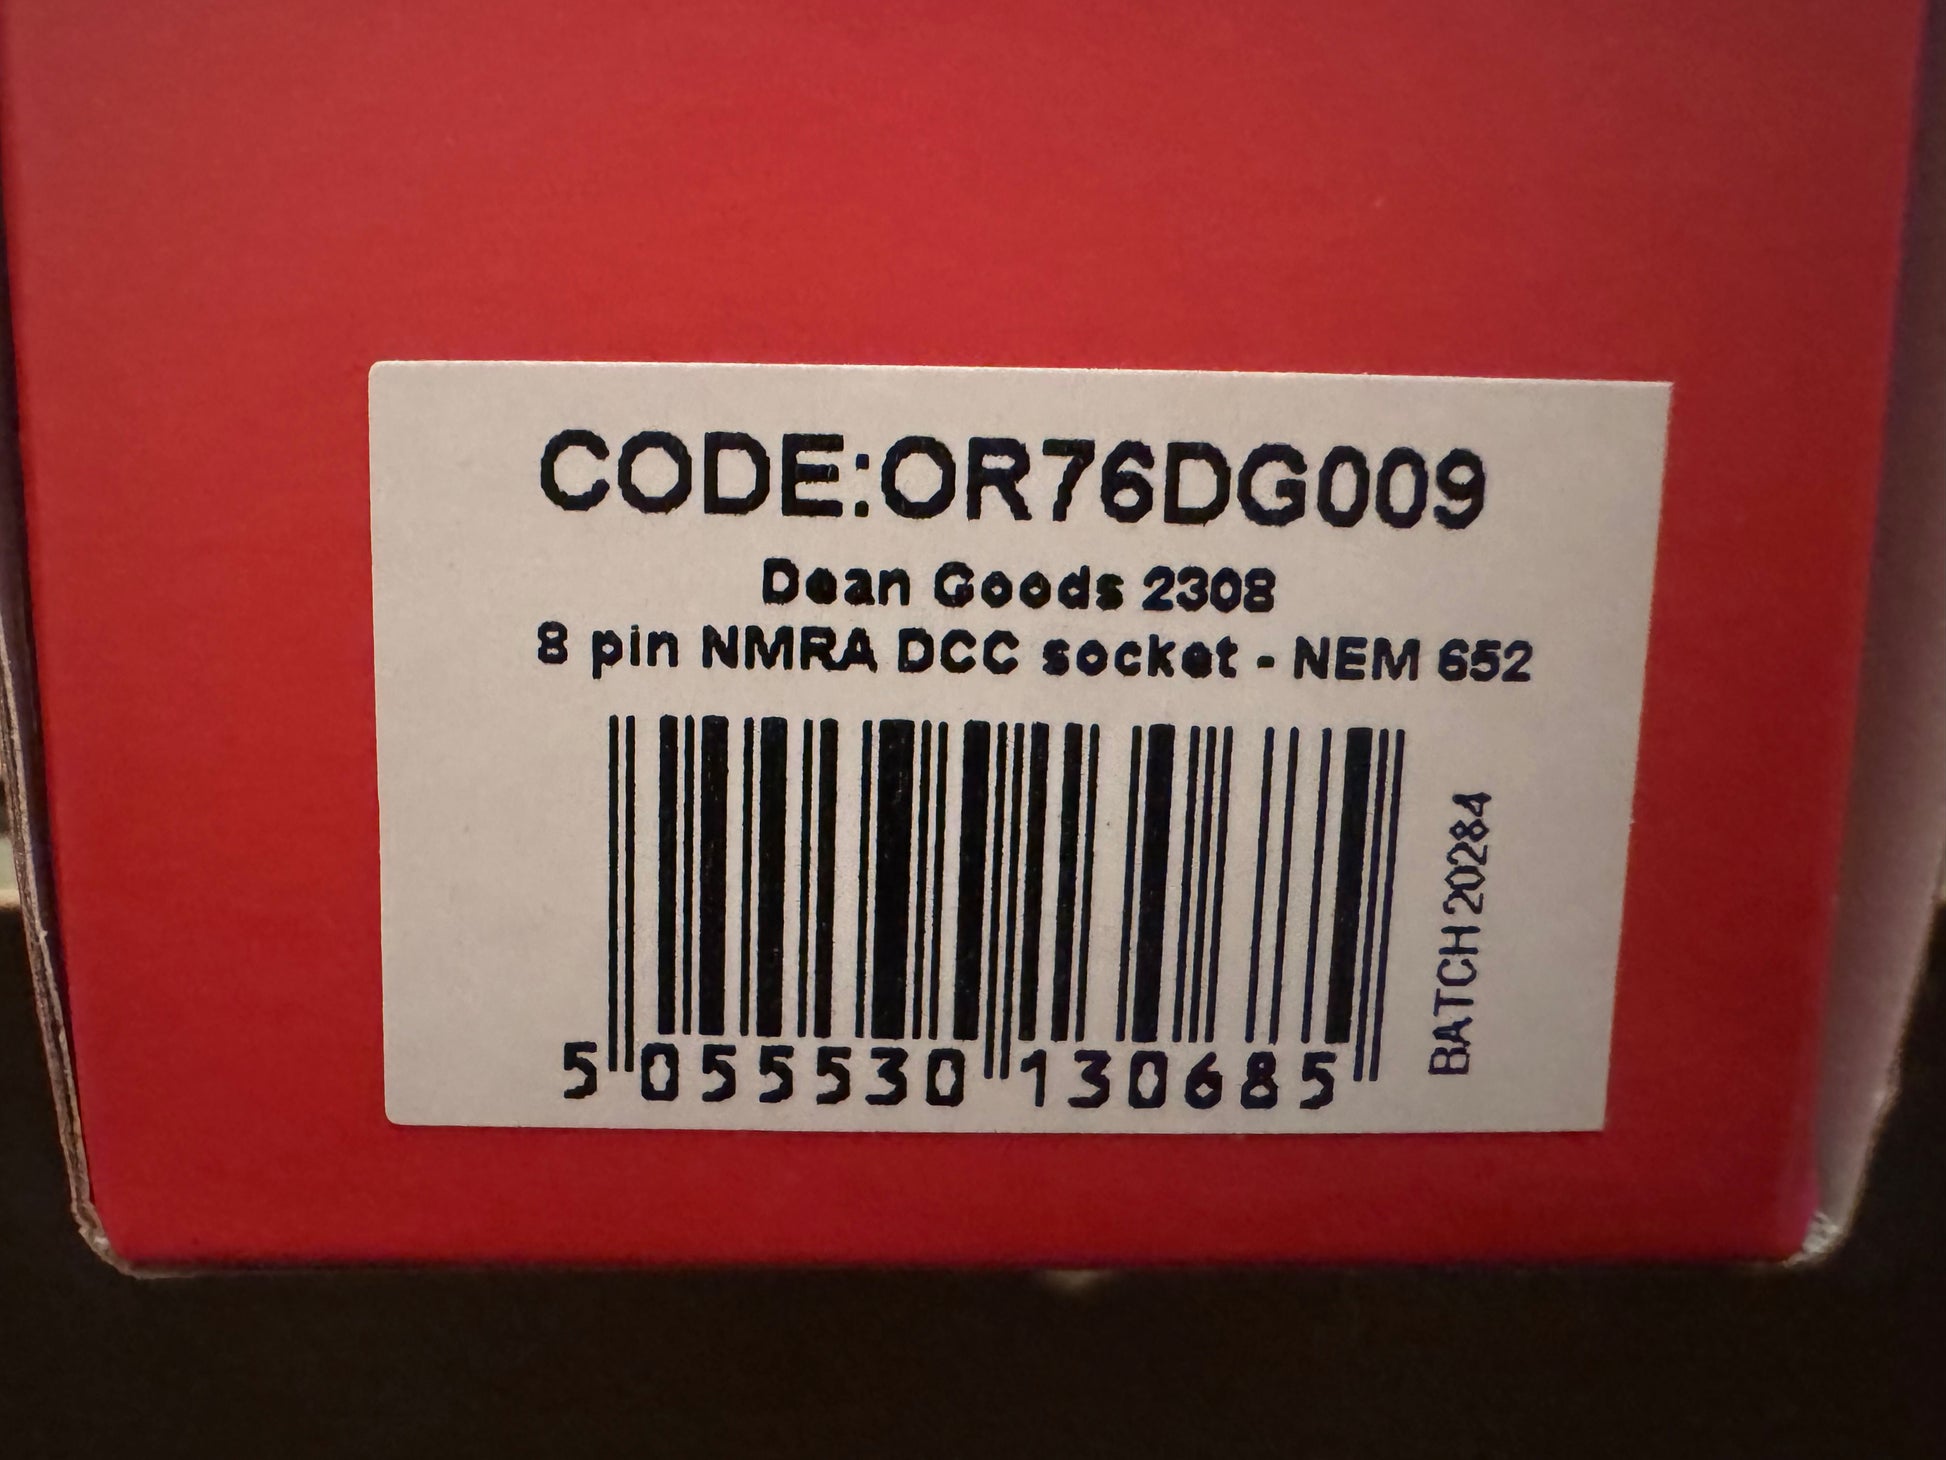 CODE:OR76DG009
Dean Goods 2308
8 pin NMRA DCC socket - NEM 652
5 055530 130685
BATCH 20284